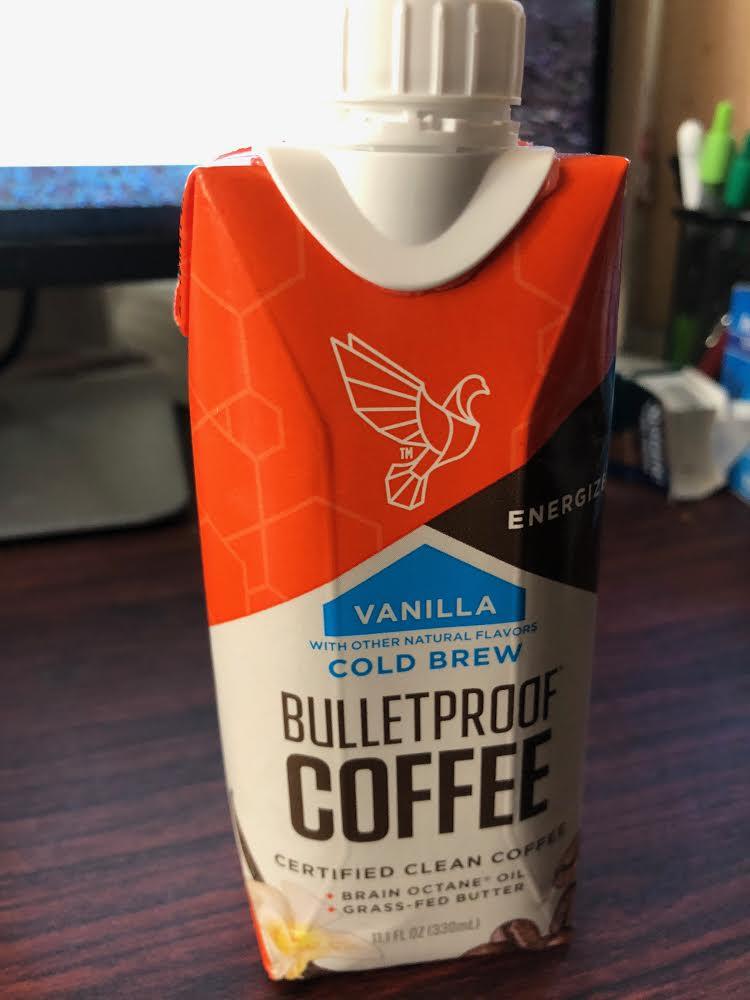 TM
ENERGIZE
VANILLA
WITH OTHER NATURAL FLAVORS
COLD BREW
BULLETPROOF®
COFFEE
CERTIFIED CLEAN COFFEE
• BRAIN OCTANE® OIL
• GRASS-FED BUTTER
11.1 FL OZ (330mL)